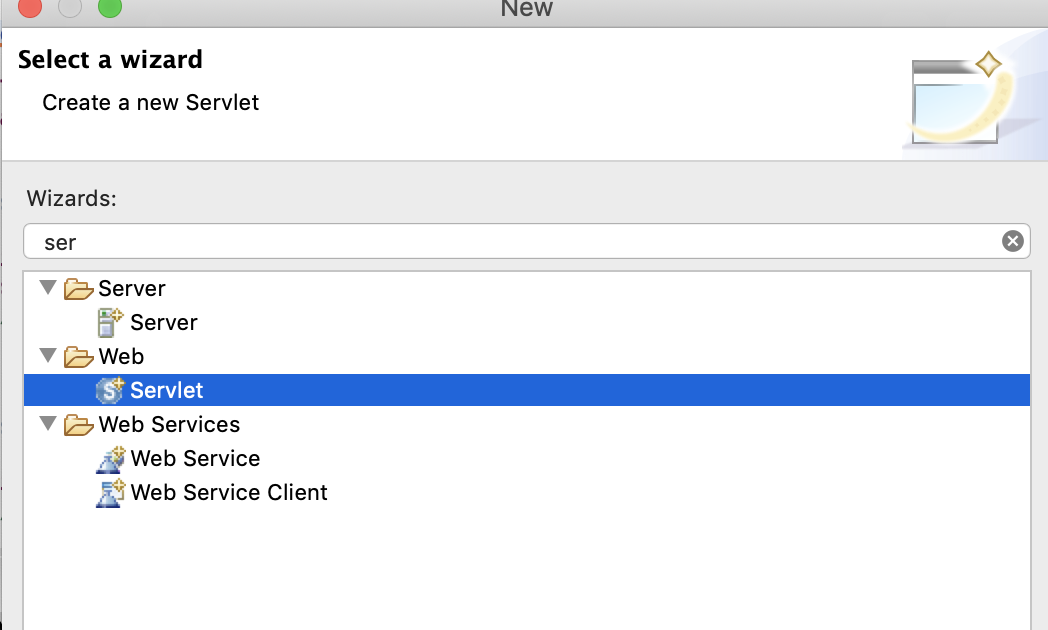 New
Select a wizard
Create a new Servlet
Wizards:
ser
Server
Server
Web
Servlet
Web Services
Web Service
Web Service Client